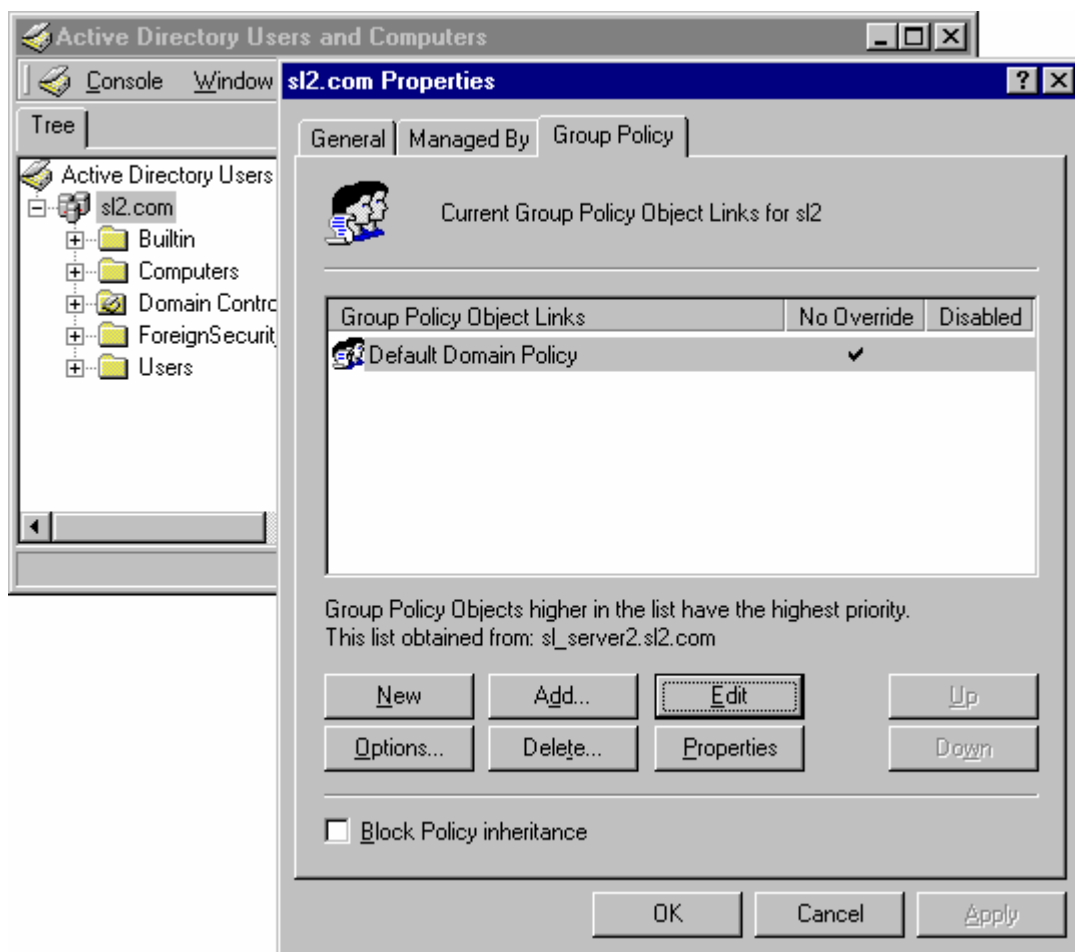 Active Directory Users and Computers
Console Window
Tree
Active Directory Users
sl2.com
Builtin
Computers
Domain Contro
ForeignSecurit
Users
sl2.com Properties
General Managed By Group Policy
Current Group Policy Object Links for sl2
Group Policy Object Links No Override Disabled
Default Domain Policy
Group Policy Objects higher in the list have the highest priority.
This list obtained from: sl_server2.sl2.com
New Add... Edit Up
Options... Delete... Properties Down
Block Policy inheritance
OK Cancel Apply